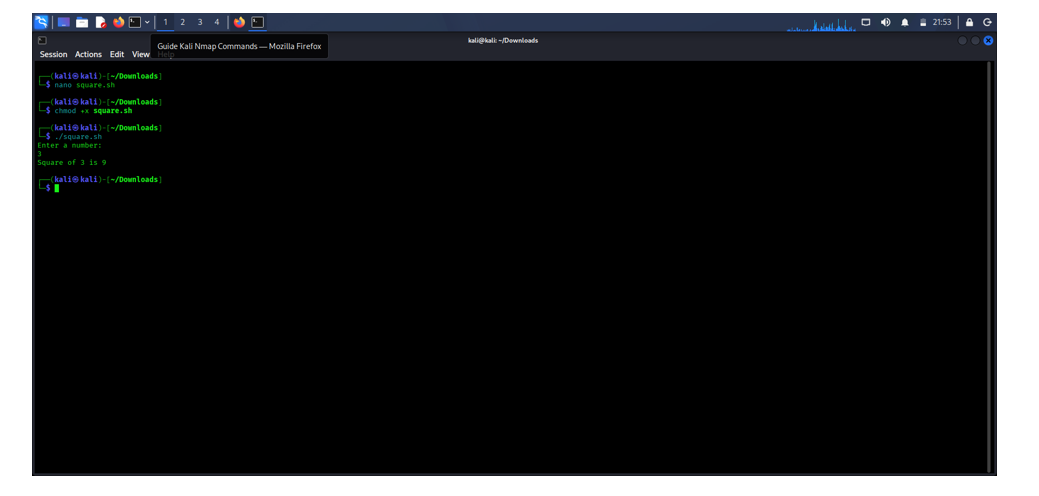 1 2 3 4
21:53
Guide Kali Nmap Commands — Mozilla Firefox
kali@kali: ~/Downloads
Session Actions Edit View Help
(kali㉿kali)-[~/Downloads]
$ nano square.sh
(kali㉿kali)-[~/Downloads]
$ chmod +x square.sh
(kali㉿kali)-[~/Downloads]
$ ./square.sh
Enter a number:
3
Square of 3 is 9
(kali㉿kali)-[~/Downloads]
$